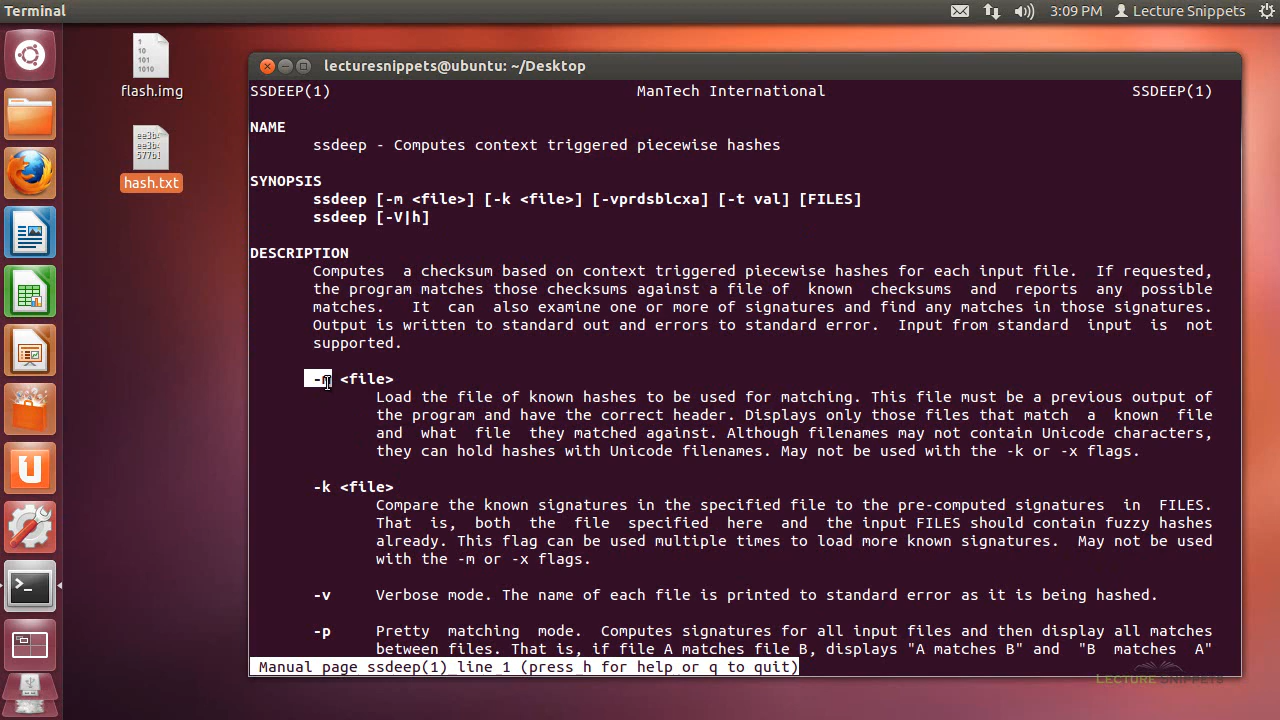 Terminal
3:09 PM
Lecture Snippets
flash.img
hash.txt
lecturesnippets@ubuntu: ~/Desktop
SSDEEP(1) ManTech International SSDEEP(1)
NAME
ssdeep - Computes context triggered piecewise hashes
SYNOPSIS
ssdeep [-m <file>] [-k <file>] [-vprdsblcxa] [-t val] [FILES]
ssdeep [-V|h]
DESCRIPTION
Computes a checksum based on context triggered piecewise hashes for each input file. If requested,
the program matches those checksums against a file of known checksums and reports any possible
matches. It can also examine one or more of signatures and find any matches in those signatures.
Output is written to standard out and errors to standard error. Input from standard input is not
supported.
-m <file>
Load the file of known hashes to be used for matching. This file must be a previous output of
the program and have the correct header. Displays only those files that match a known file
and what file they matched against. Although filenames may not contain Unicode characters,
they can hold hashes with Unicode filenames. May not be used with the -k or -x flags.
-k <file>
Compare the known signatures in the specified file to the pre-computed signatures in FILES.
That is, both the file specified here and the input FILES should contain fuzzy hashes
already. This flag can be used multiple times to load more known signatures. May not be used
with the -m or -x flags.
-v Verbose mode. The name of each file is printed to standard error as it is being hashed.
-p Pretty matching mode. Computes signatures for all input files and then display all matches
between files. That is, if file A matches file B, displays "A matches B" and "B matches A"
Manual page ssdeep(1) line 1 (press h for help or q to quit)
LECTURE SNIPPETS